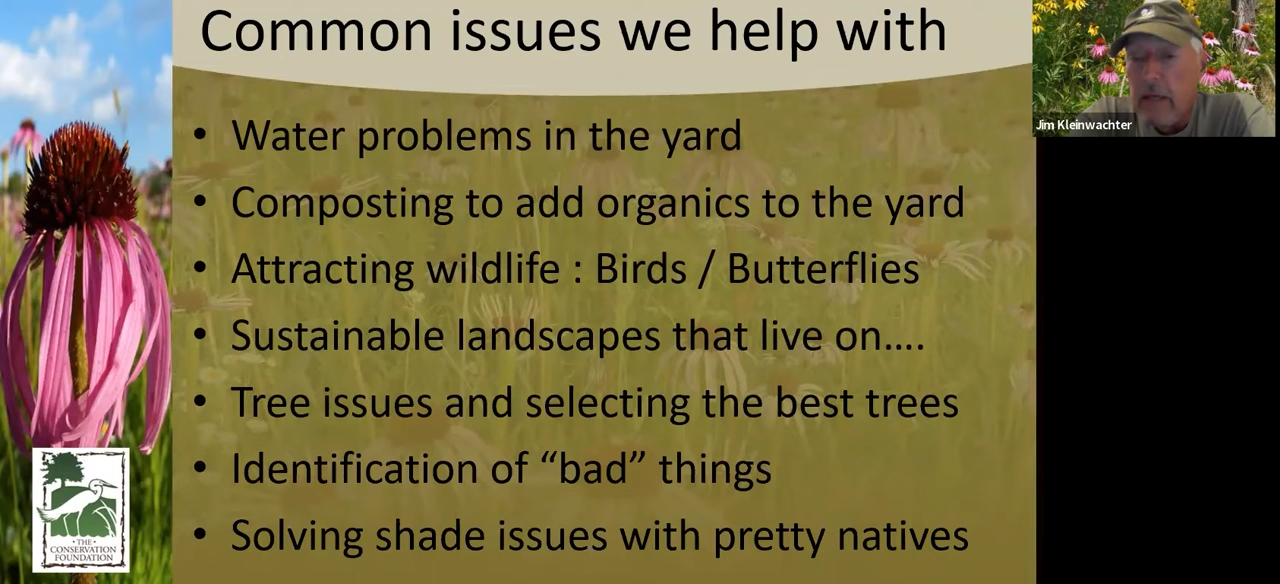 Common issues we help with
Jim Kleinwachter
• Water problems in the yard
• Composting to add organics to the yard
• Attracting wildlife : Birds / Butterflies
• Sustainable landscapes that live on....
• Tree issues and selecting the best trees
• Identification of “bad” things
• Solving shade issues with pretty natives
• THE •
CONSERVATION
FOUNDATION